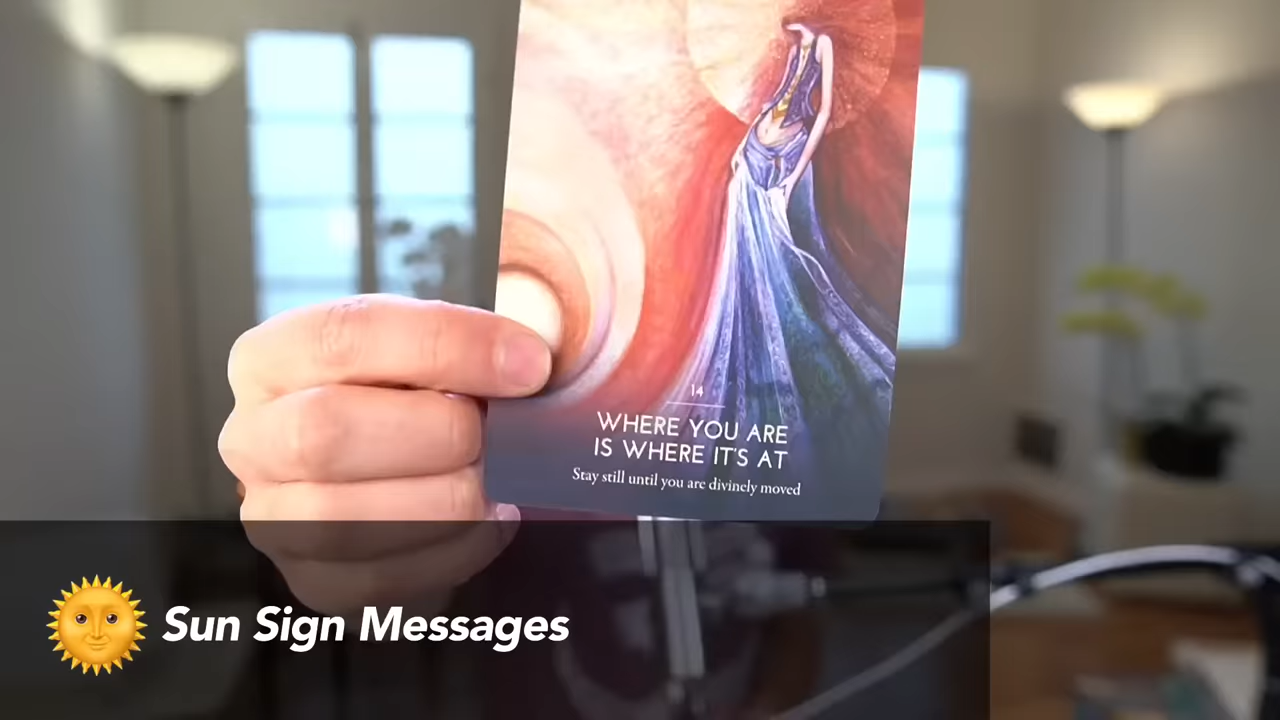 14
WHERE YOU ARE
IS WHERE IT'S AT
Stay still until you are divinely moved
Sun Sign Messages